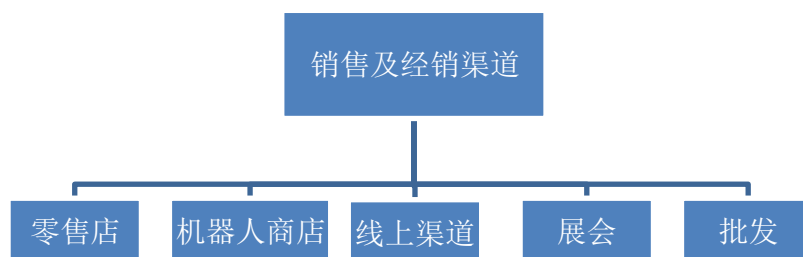 销售及经销渠道
零售店
机器人商店
线上渠道
展会
批发